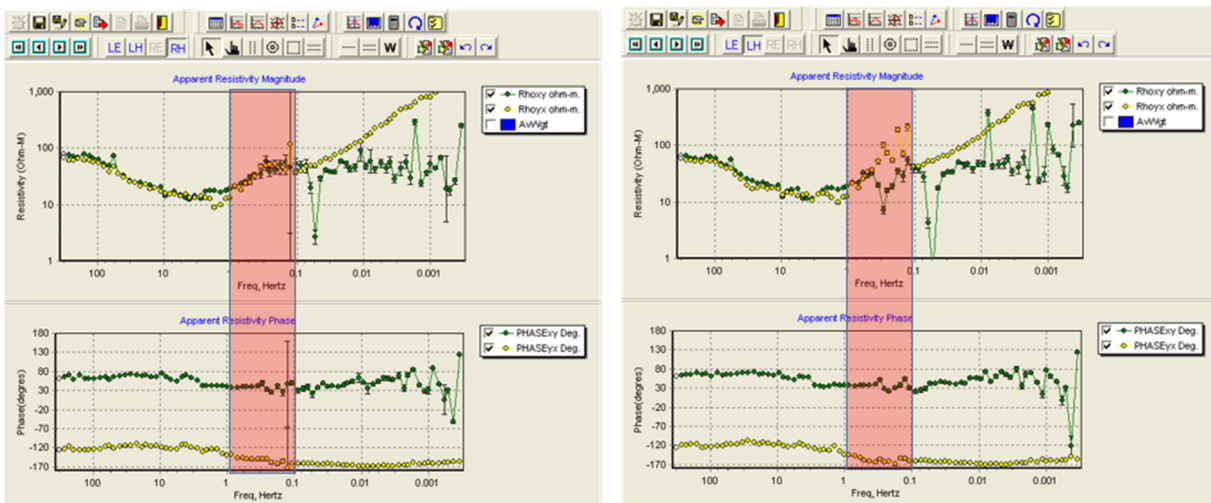 LE LH RE RH W
Apparent Resistivity Magnitude
Resistivity (Ohm-M)
1,000
100
10
1
Rhoxy ohm-m.
Rhoyx ohm-m.
AvWgt
100 10 1 0.1 0.01 0.001
Freq, Hertz
Apparent Resistivity Phase
Phase(degres)
180
130
80
30
-20
-70
-120
-170
PHASExy Deg.
PHASEyx Deg.
100 10 1 0.1 0.01 0.001
Freq, Hertz
LE LH RE RH W
Apparent Resistivity Magnitude
Resistivity (Ohm-M)
1,000
100
10
1
Rhoxy ohm-m.
Rhoyx ohm-m.
AvWgt
100 10 1 0.1 0.01 0.001
Freq, Hertz
Apparent Resistivity Phase
Phase(degres)
180
130
80
30
-20
-70
-120
-170
PHASExy Deg.
PHASEyx Deg.
100 10 1 0.1 0.01 0.001
Freq, Hertz